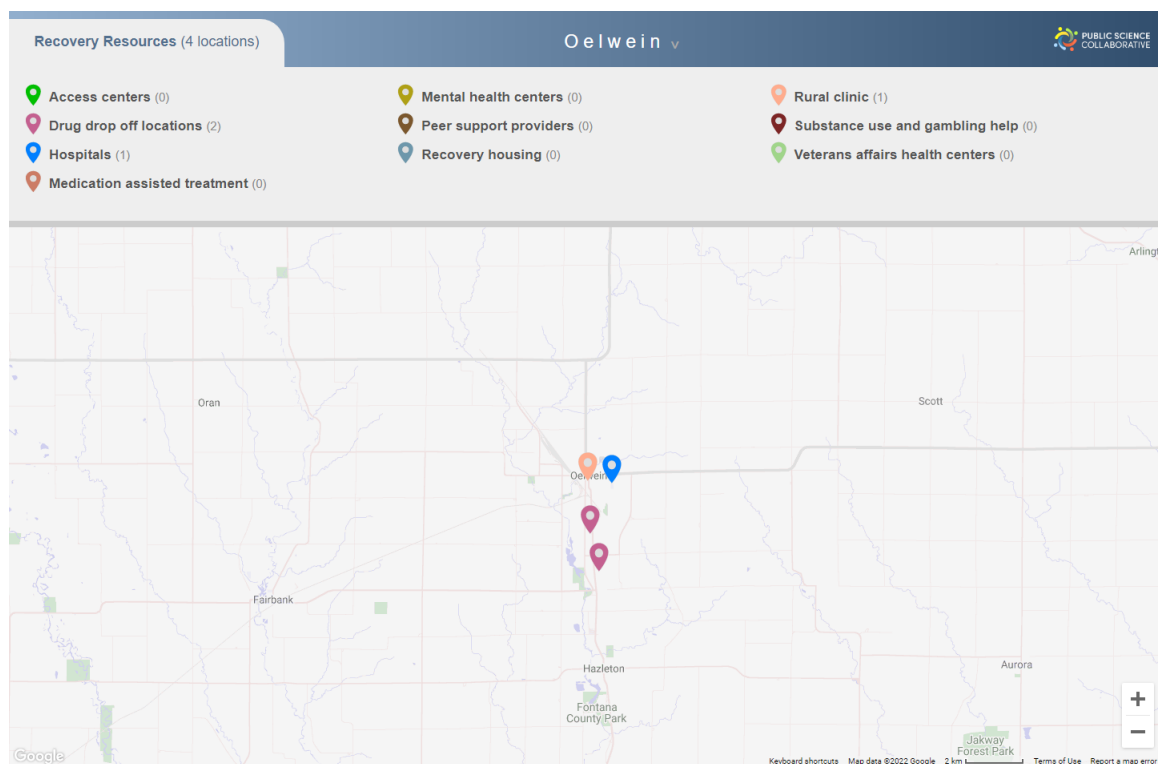 Recovery Resources (4 locations)
Oelwein v
PUBLIC SCIENCE
COLLABORATIVE
Access centers (0)
Mental health centers (0)
Rural clinic (1)
Drug drop off locations (2)
Peer support providers (0)
Substance use and gambling help (0)
Hospitals (1)
Recovery housing (0)
Veterans affairs health centers (0)
Medication assisted treatment (0)
Arlingt
Oran
Scott
Oelwein
Fairbank
Hazleton
Aurora
Fontana
County Park
Jakway
Forest Park
Google
Keyboard shortcuts Map data ©2022 Google 2 km Terms of Use Report a map error